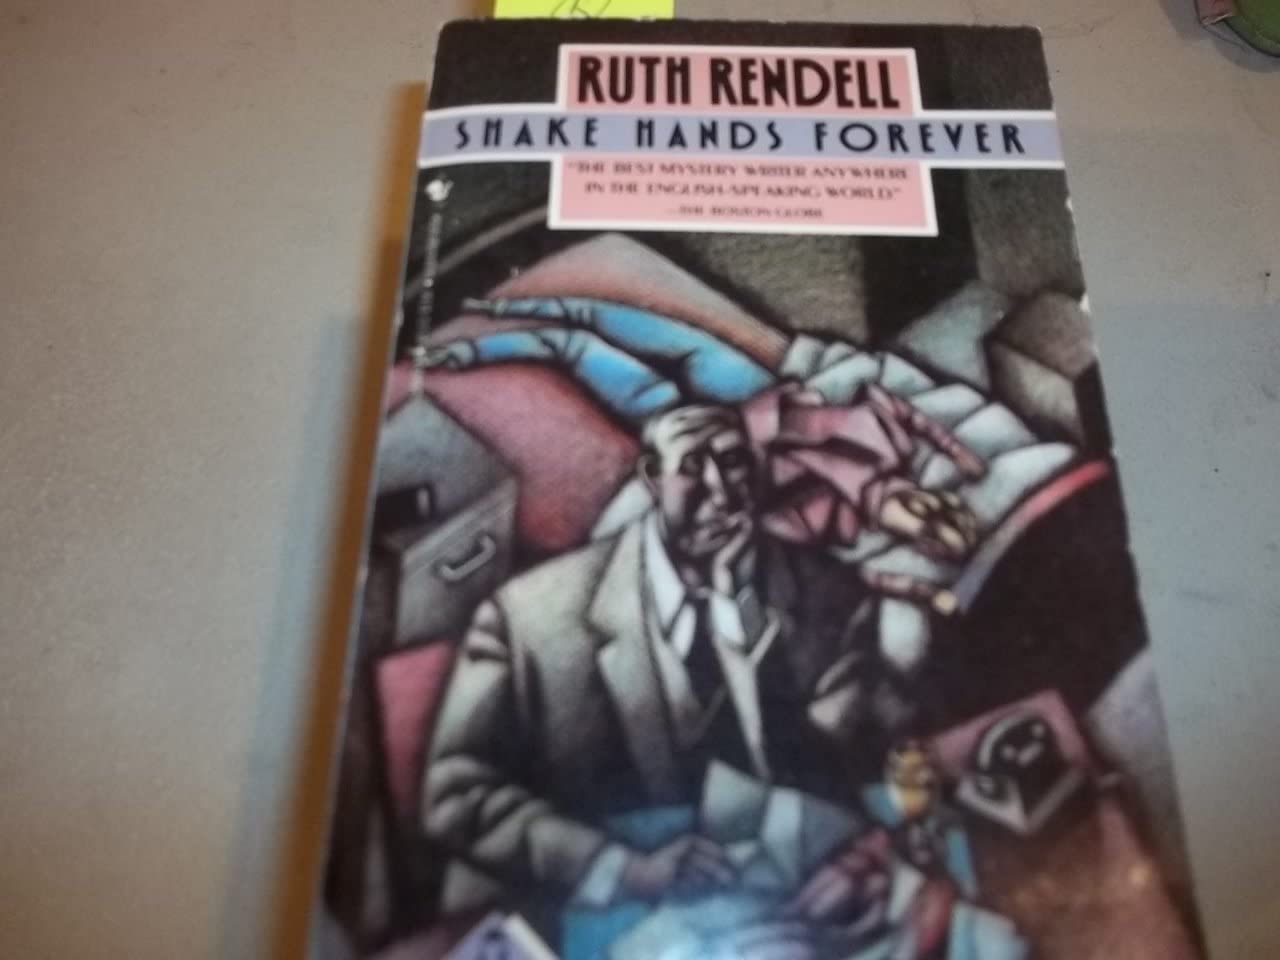 RUTH RENDELL
SHAKE HANDS FOREVER
"THE BEST MYSTERY WRITER ANYWHERE
IN THE ENGLISH-SPEAKING WORLD."
—THE BOSTON GLOBE